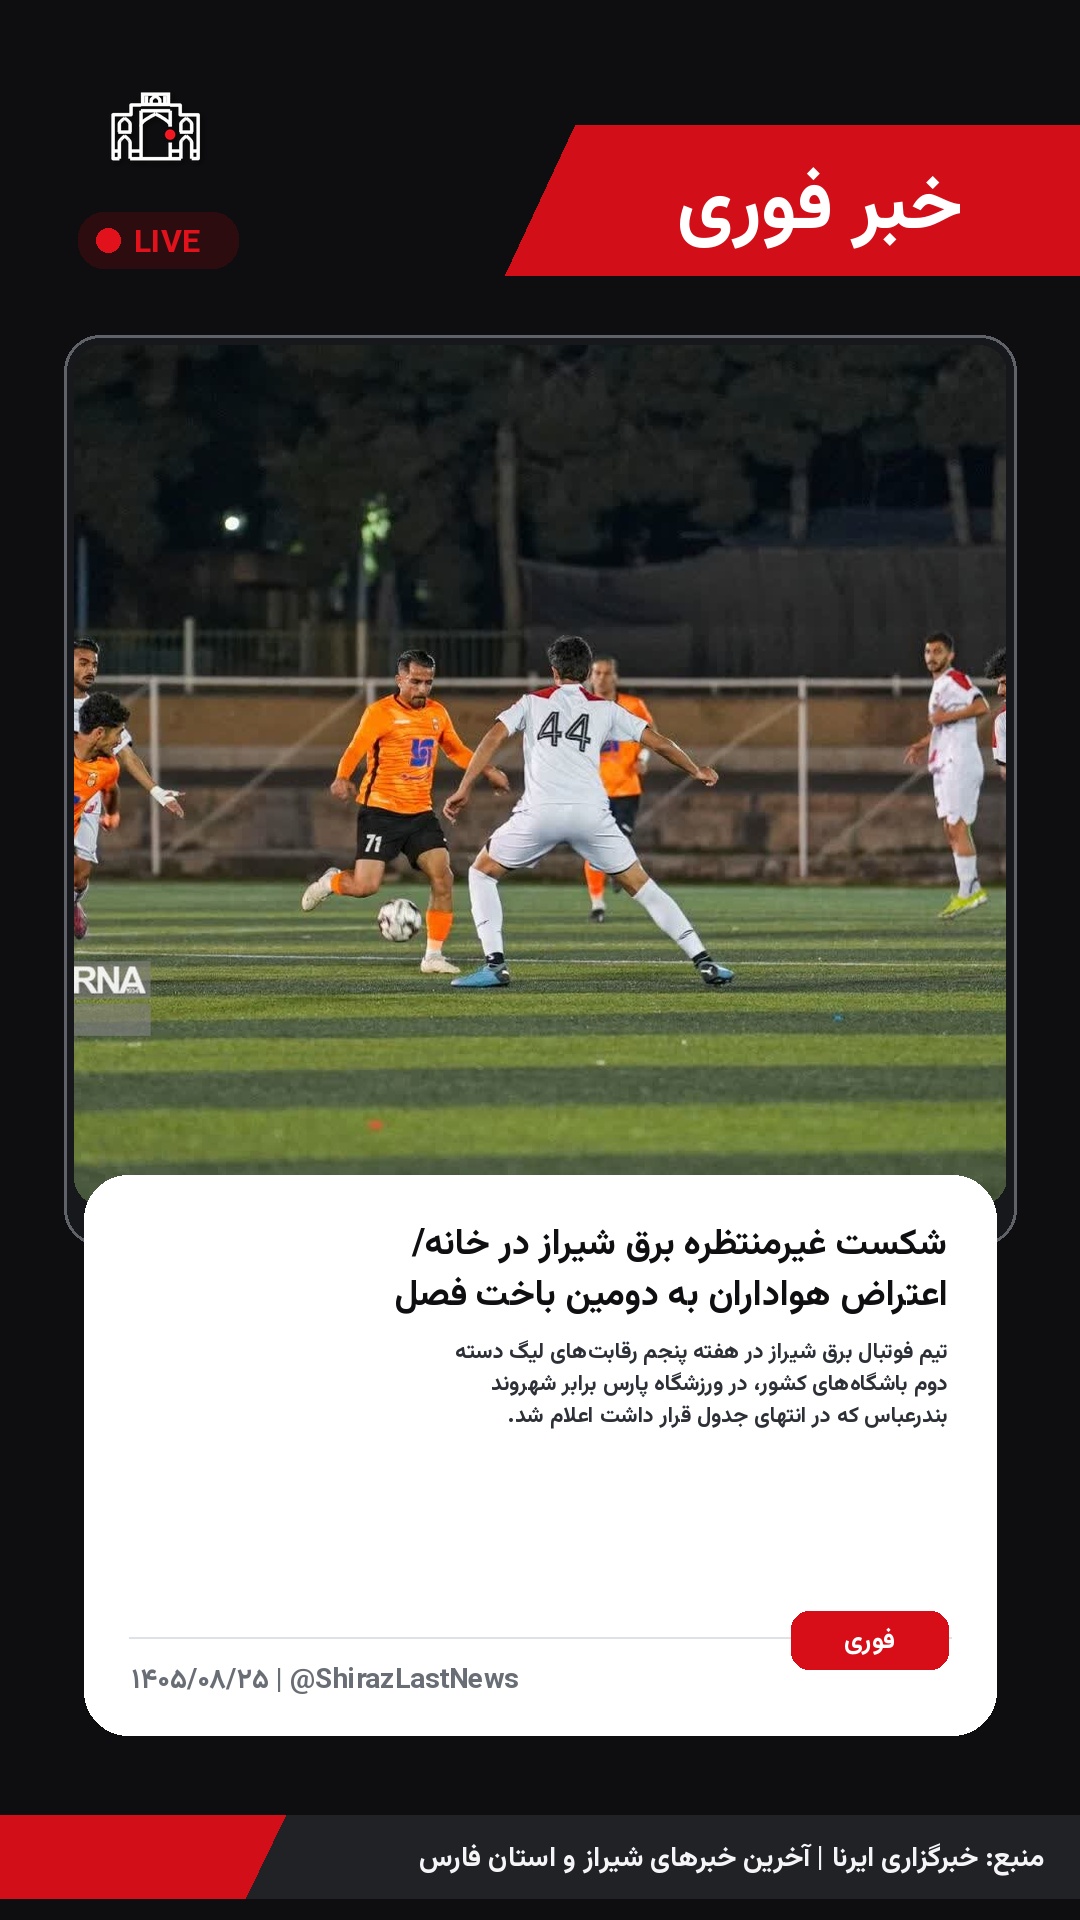 خبر فوری
LIVE
44
71
RNA
شکست غیرمنتظره برق شیراز در خانه/
اعتراض هواداران به دومین باخت فصل
تیم فوتبال برق شیراز در هفته پنجم رقابت‌های لیگ دسته
دوم باشگاه‌های کشور، در ورزشگاه پارس برابر شهروند
بندرعباس که در انتهای جدول قرار داشت اعلام شد.
فوری
۱۴۰۵/۰۸/۲۵ | @ShirazLastNews
منبع: خبرگزاری ایرنا | آخرین خبرهای شیراز و استان فارس